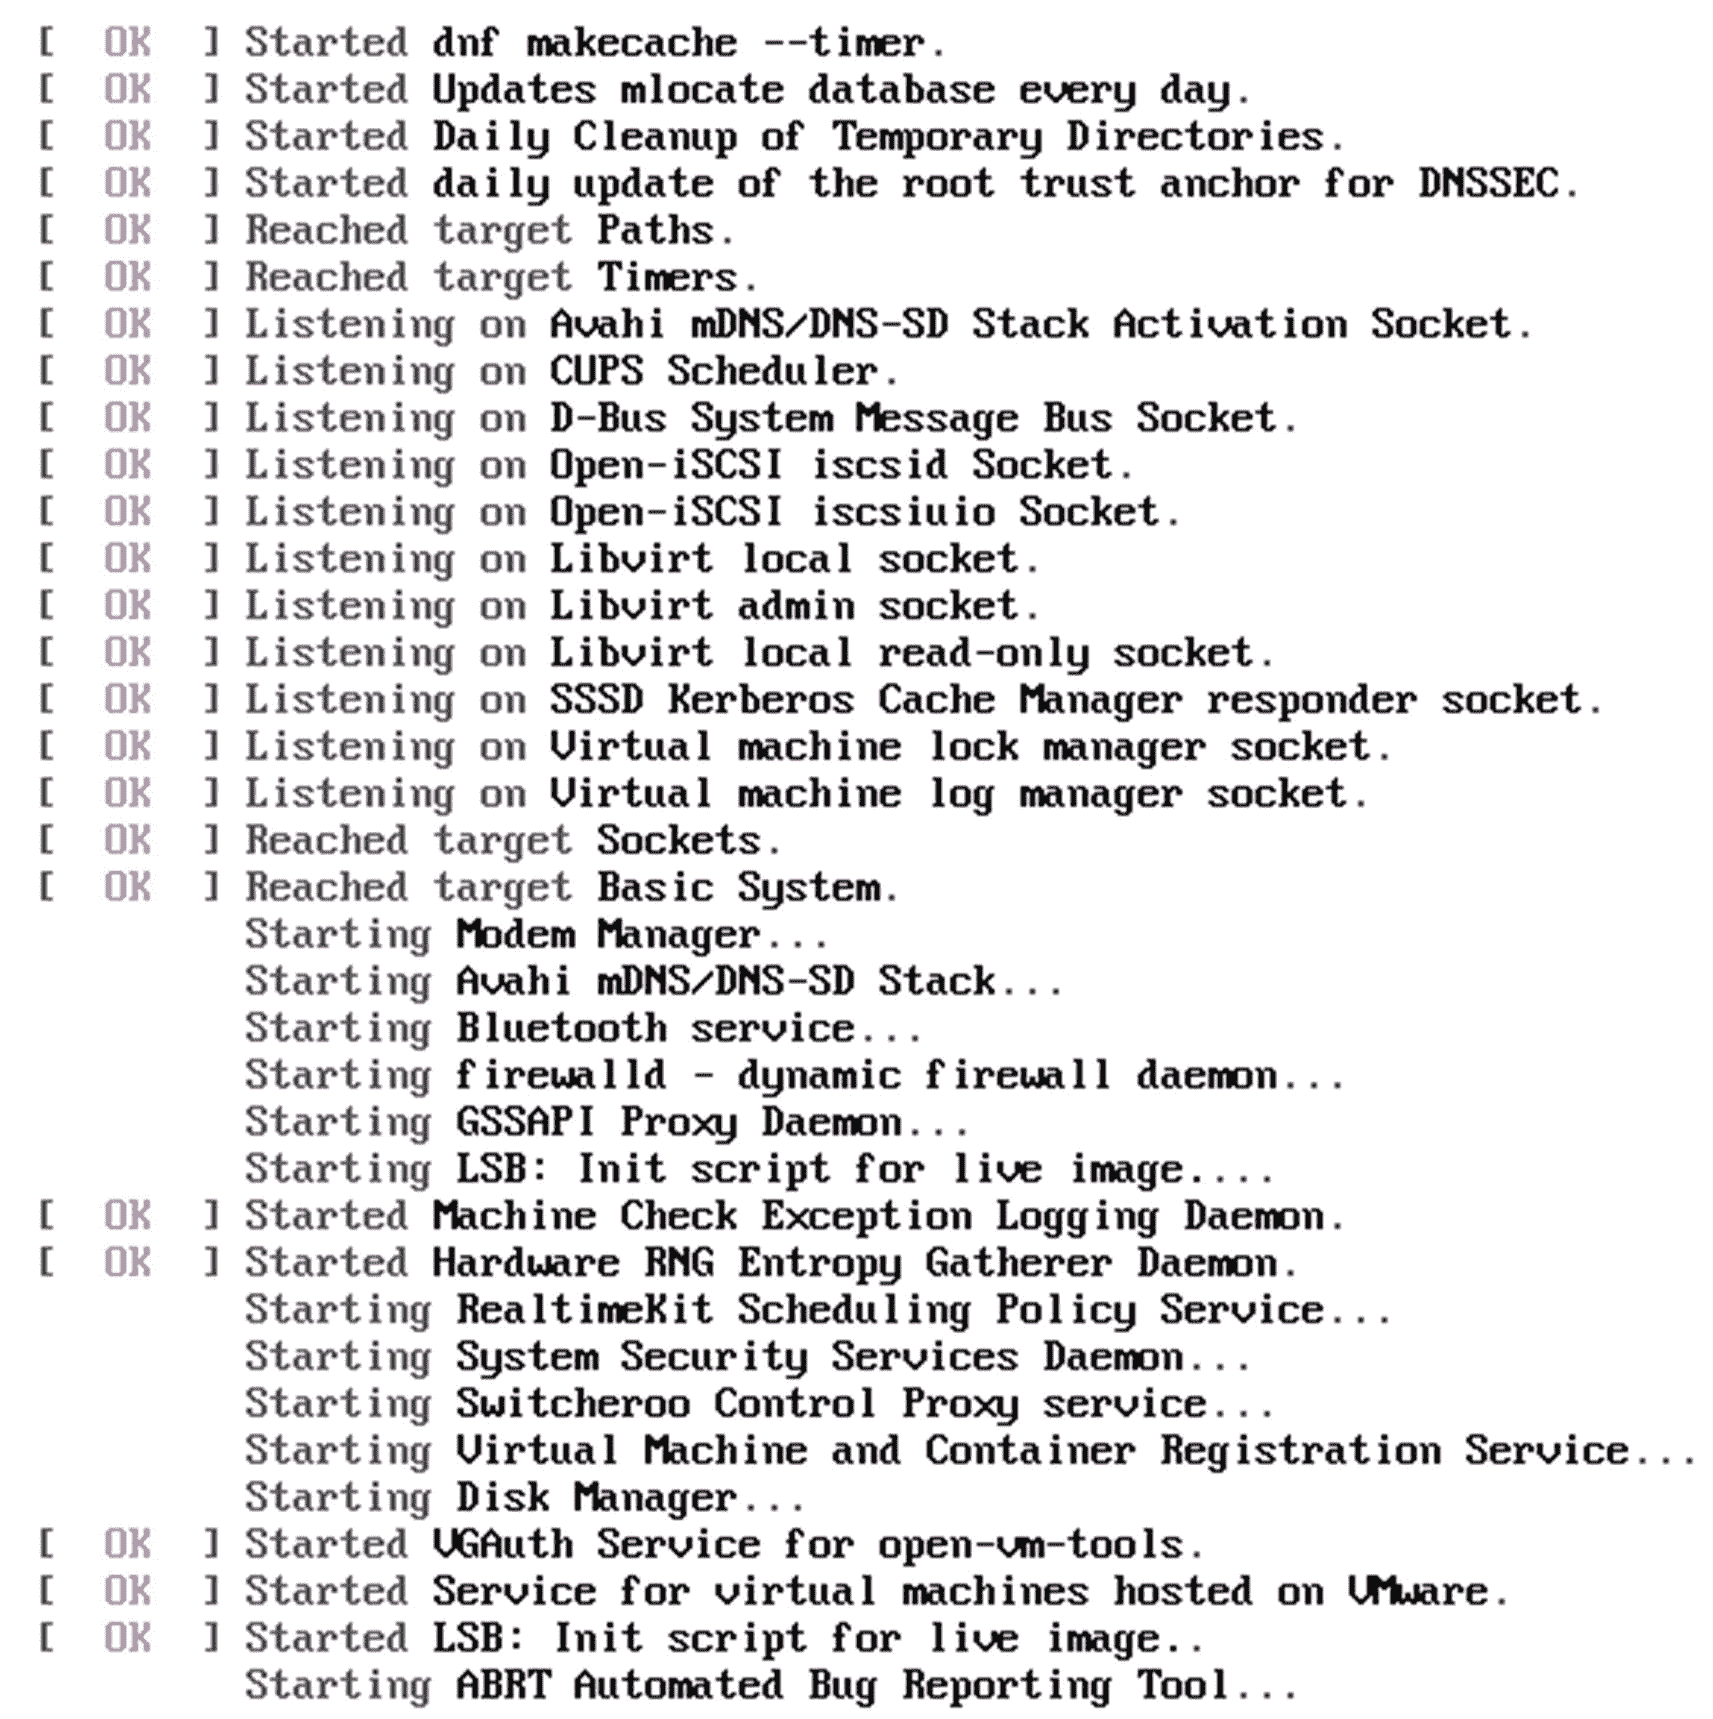 [  OK  ] Started dnf makecache --timer.
[  OK  ] Started Updates mlocate database every day.
[  OK  ] Started Daily Cleanup of Temporary Directories.
[  OK  ] Started daily update of the root trust anchor for DNSSEC.
[  OK  ] Reached target Paths.
[  OK  ] Reached target Timers.
[  OK  ] Listening on Avahi mDNS/DNS-SD Stack Activation Socket.
[  OK  ] Listening on CUPS Scheduler.
[  OK  ] Listening on D-Bus System Message Bus Socket.
[  OK  ] Listening on Open-iSCSI iscsid Socket.
[  OK  ] Listening on Open-iSCSI iscsiuio Socket.
[  OK  ] Listening on Libvirt local socket.
[  OK  ] Listening on Libvirt admin socket.
[  OK  ] Listening on Libvirt local read-only socket.
[  OK  ] Listening on SSSD Kerberos Cache Manager responder socket.
[  OK  ] Listening on Virtual machine lock manager socket.
[  OK  ] Listening on Virtual machine log manager socket.
[  OK  ] Reached target Sockets.
[  OK  ] Reached target Basic System.
Starting Modem Manager...
Starting Avahi mDNS/DNS-SD Stack...
Starting Bluetooth service...
Starting firewalld - dynamic firewall daemon...
Starting GSSAPI Proxy Daemon...
Starting LSB: Init script for live image....
[  OK  ] Started Machine Check Exception Logging Daemon.
[  OK  ] Started Hardware RNG Entropy Gatherer Daemon.
Starting RealtimeKit Scheduling Policy Service...
Starting System Security Services Daemon...
Starting Switcheroo Control Proxy service...
Starting Virtual Machine and Container Registration Service...
Starting Disk Manager...
[  OK  ] Started VGAuth Service for open-vm-tools.
[  OK  ] Started Service for virtual machines hosted on VMware.
[  OK  ] Started LSB: Init script for live image..
Starting ABRT Automated Bug Reporting Tool...